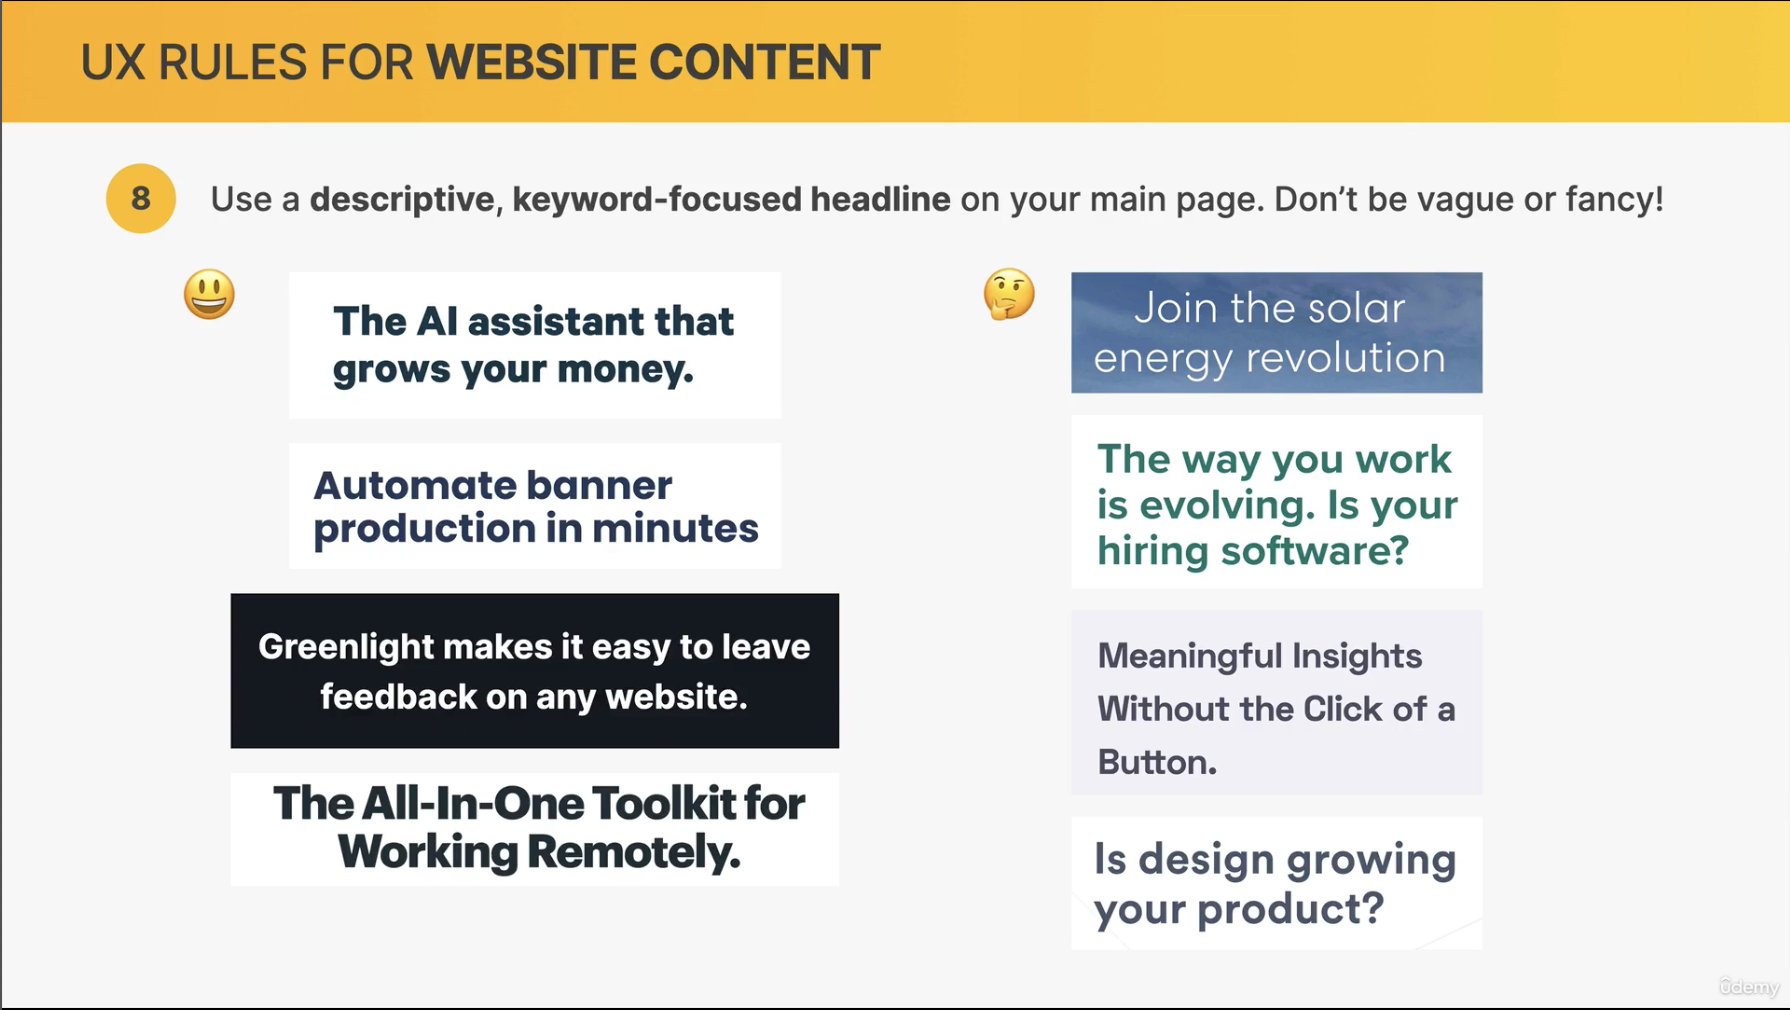 UX RULES FOR WEBSITE CONTENT
8
Use a descriptive, keyword-focused headline on your main page. Don’t be vague or fancy!
The AI assistant that
grows your money.
Automate banner
production in minutes
Greenlight makes it easy to leave
feedback on any website.
The All-In-One Toolkit for
Working Remotely.
Join the solar
energy revolution
The way you work
is evolving. Is your
hiring software?
Meaningful Insights
Without the Click of a
Button.
Is design growing
your product?
ûdemy